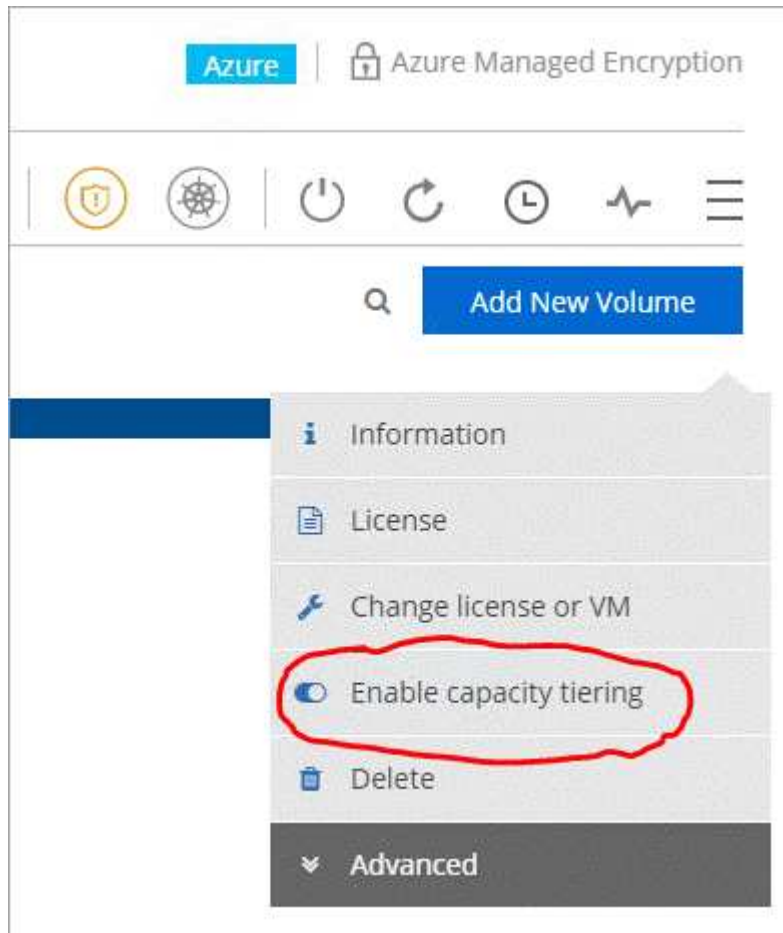 Azure Azure Managed Encryption
Add New Volume
Information
License
Change license or VM
Enable capacity tiering
Delete
Advanced